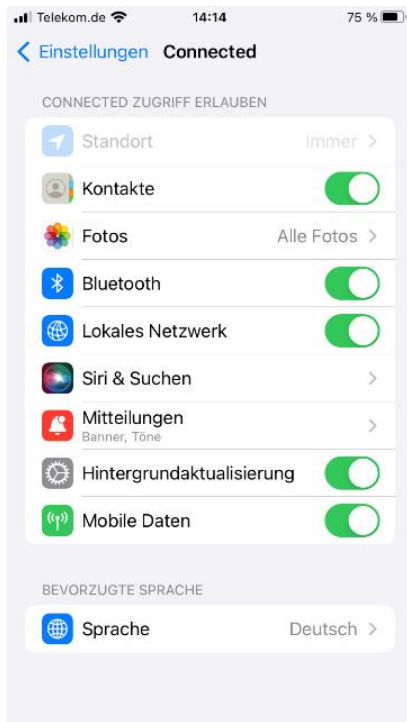 Telekom.de 14:14 75 %
Einstellungen Connected
CONNECTED ZUGRIFF ERLAUBEN
Standort Immer
Kontakte
Fotos Alle Fotos
Bluetooth
Lokales Netzwerk
Siri & Suchen
Mitteilungen
Banner, Töne
Hintergrundaktualisierung
Mobile Daten
BEVORZUGTE SPRACHE
Sprache Deutsch